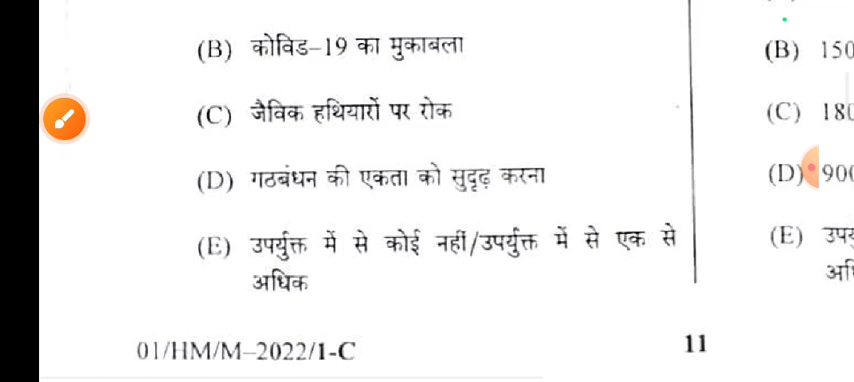 (B) कोविड–19 का मुकाबला
(C) जैविक हथियारों पर रोक
(D) गठबंधन की एकता को सुदृढ़ करना
(E) उपर्युक्त में से कोई नहीं/उपर्युक्त में से एक से
अधिक
01/HM/M–2022/1-C
11
(B) 150
(C)
(D)
(E)